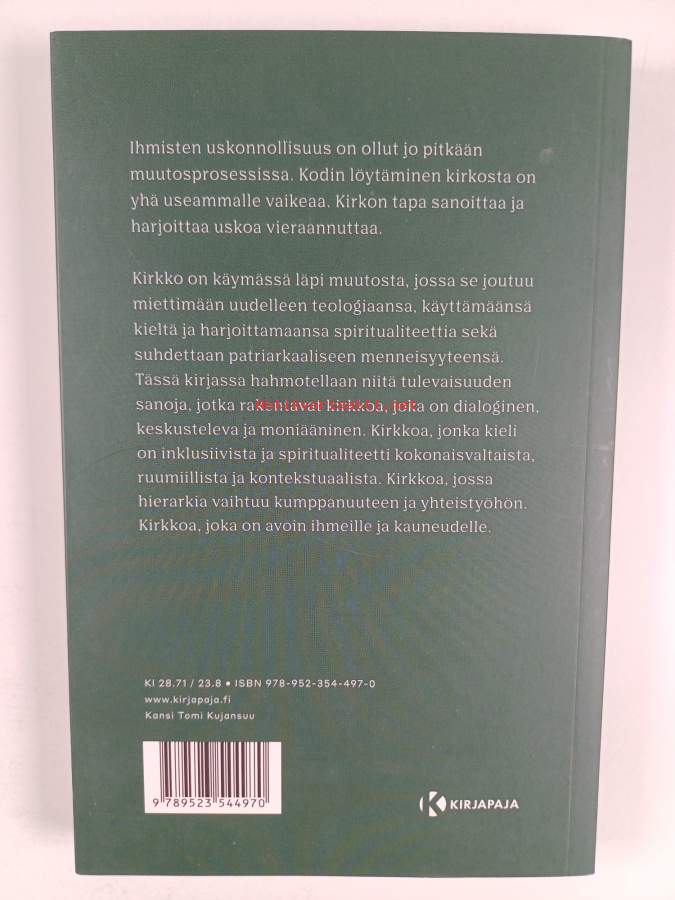 Ihmisten uskonnollisuus on ollut jo pitkään
muutosprosessissa. Kodin löytäminen kirkosta on
yhä useammalle vaikeaa. Kirkon tapa sanoittaa ja
harjoittaa uskoa vieraannuttaa.
Kirkko on käymässä läpi muutosta, jossa se joutuu
miettimään uudelleen teologiaansa, käyttämäänsä
kieltä ja harjoittamaansa spiritualiteettia sekä
suhdettaan patriarkaaliseen menneisyyteensä.
Tässä kirjassa hahmotellaan niitä tulevaisuuden
sanoja, jotka rakentavat kirkkoa, joka on dialoginen,
keskusteleva ja moniääninen. Kirkkoa, jonka kieli
on inklusiivista ja spiritualiteetti kokonaisvaltaista,
ruumiillista ja kontekstuaalista. Kirkkoa, jossa
hierarkia vaihtuu kumppanuuteen ja yhteistyöhön.
Kirkkoa, joka on avoin ihmeille ja kauneudelle.
KI 28.71 / 23.8 • ISBN 978-952-354-497-0
www.kirjapaja.fi
Kansi Tomi Kujansuu
9 789523 544970
KIRJAPAJA